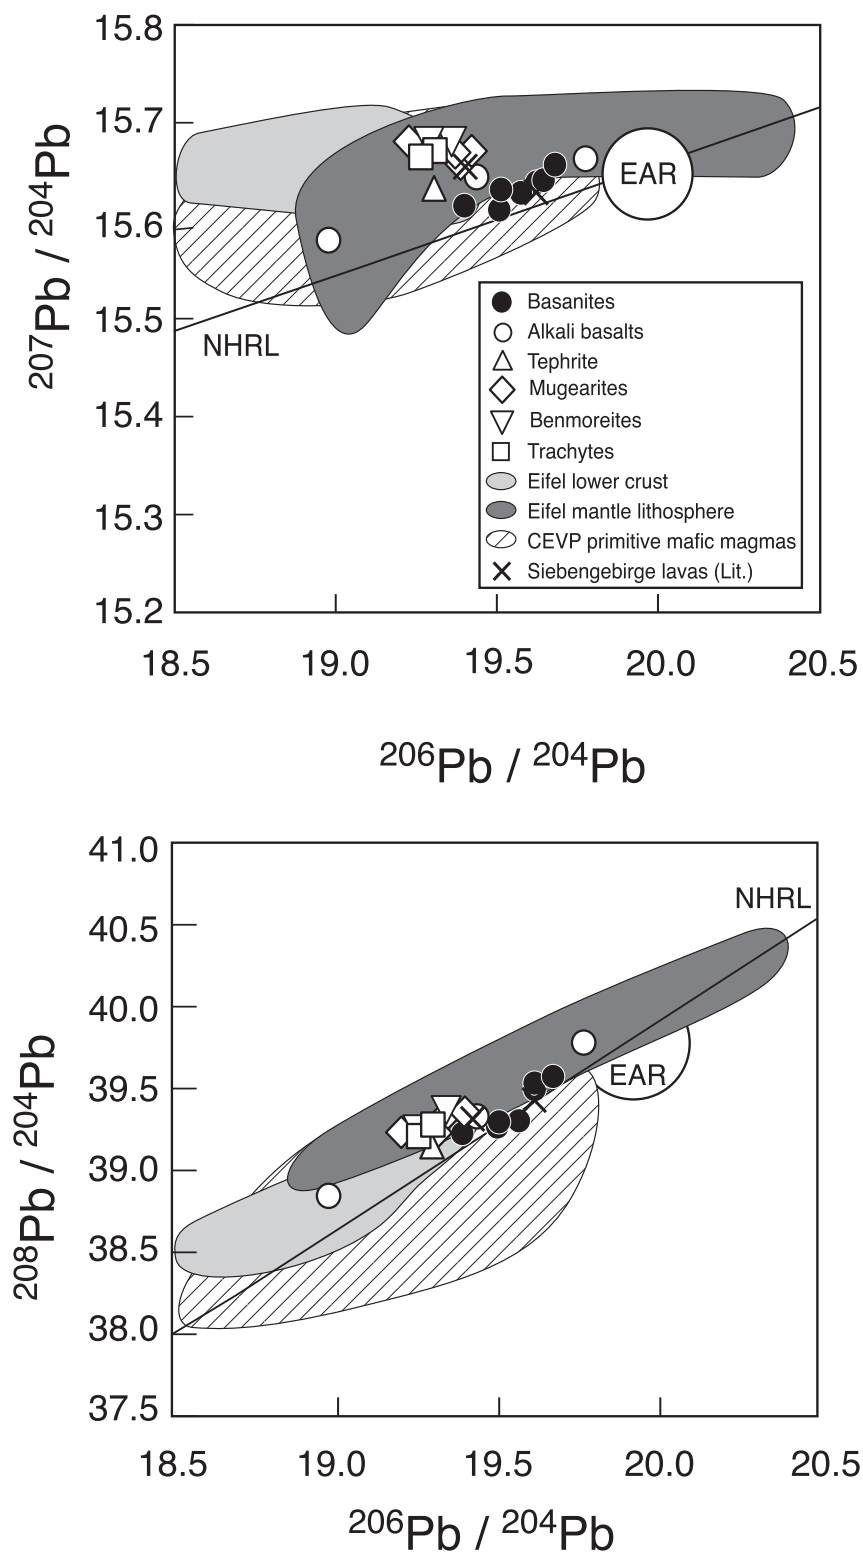 15.8
15.7
15.6
15.5
15.4
15.3
15.2
207Pb / 204Pb
EAR
NHRL
Basanites
Alkali basalts
Tephrite
Mugearites
Benmoreites
Trachytes
Eifel lower crust
Eifel mantle lithosphere
CEVP primitive mafic magmas
Siebengebirge lavas (Lit.)
18.5 19.0 19.5 20.0 20.5
206Pb / 204Pb
41.0
40.5
40.0
39.5
39.0
38.5
38.0
37.5
208Pb / 204Pb
NHRL
EAR
18.5 19.0 19.5 20.0 20.5
206Pb / 204Pb